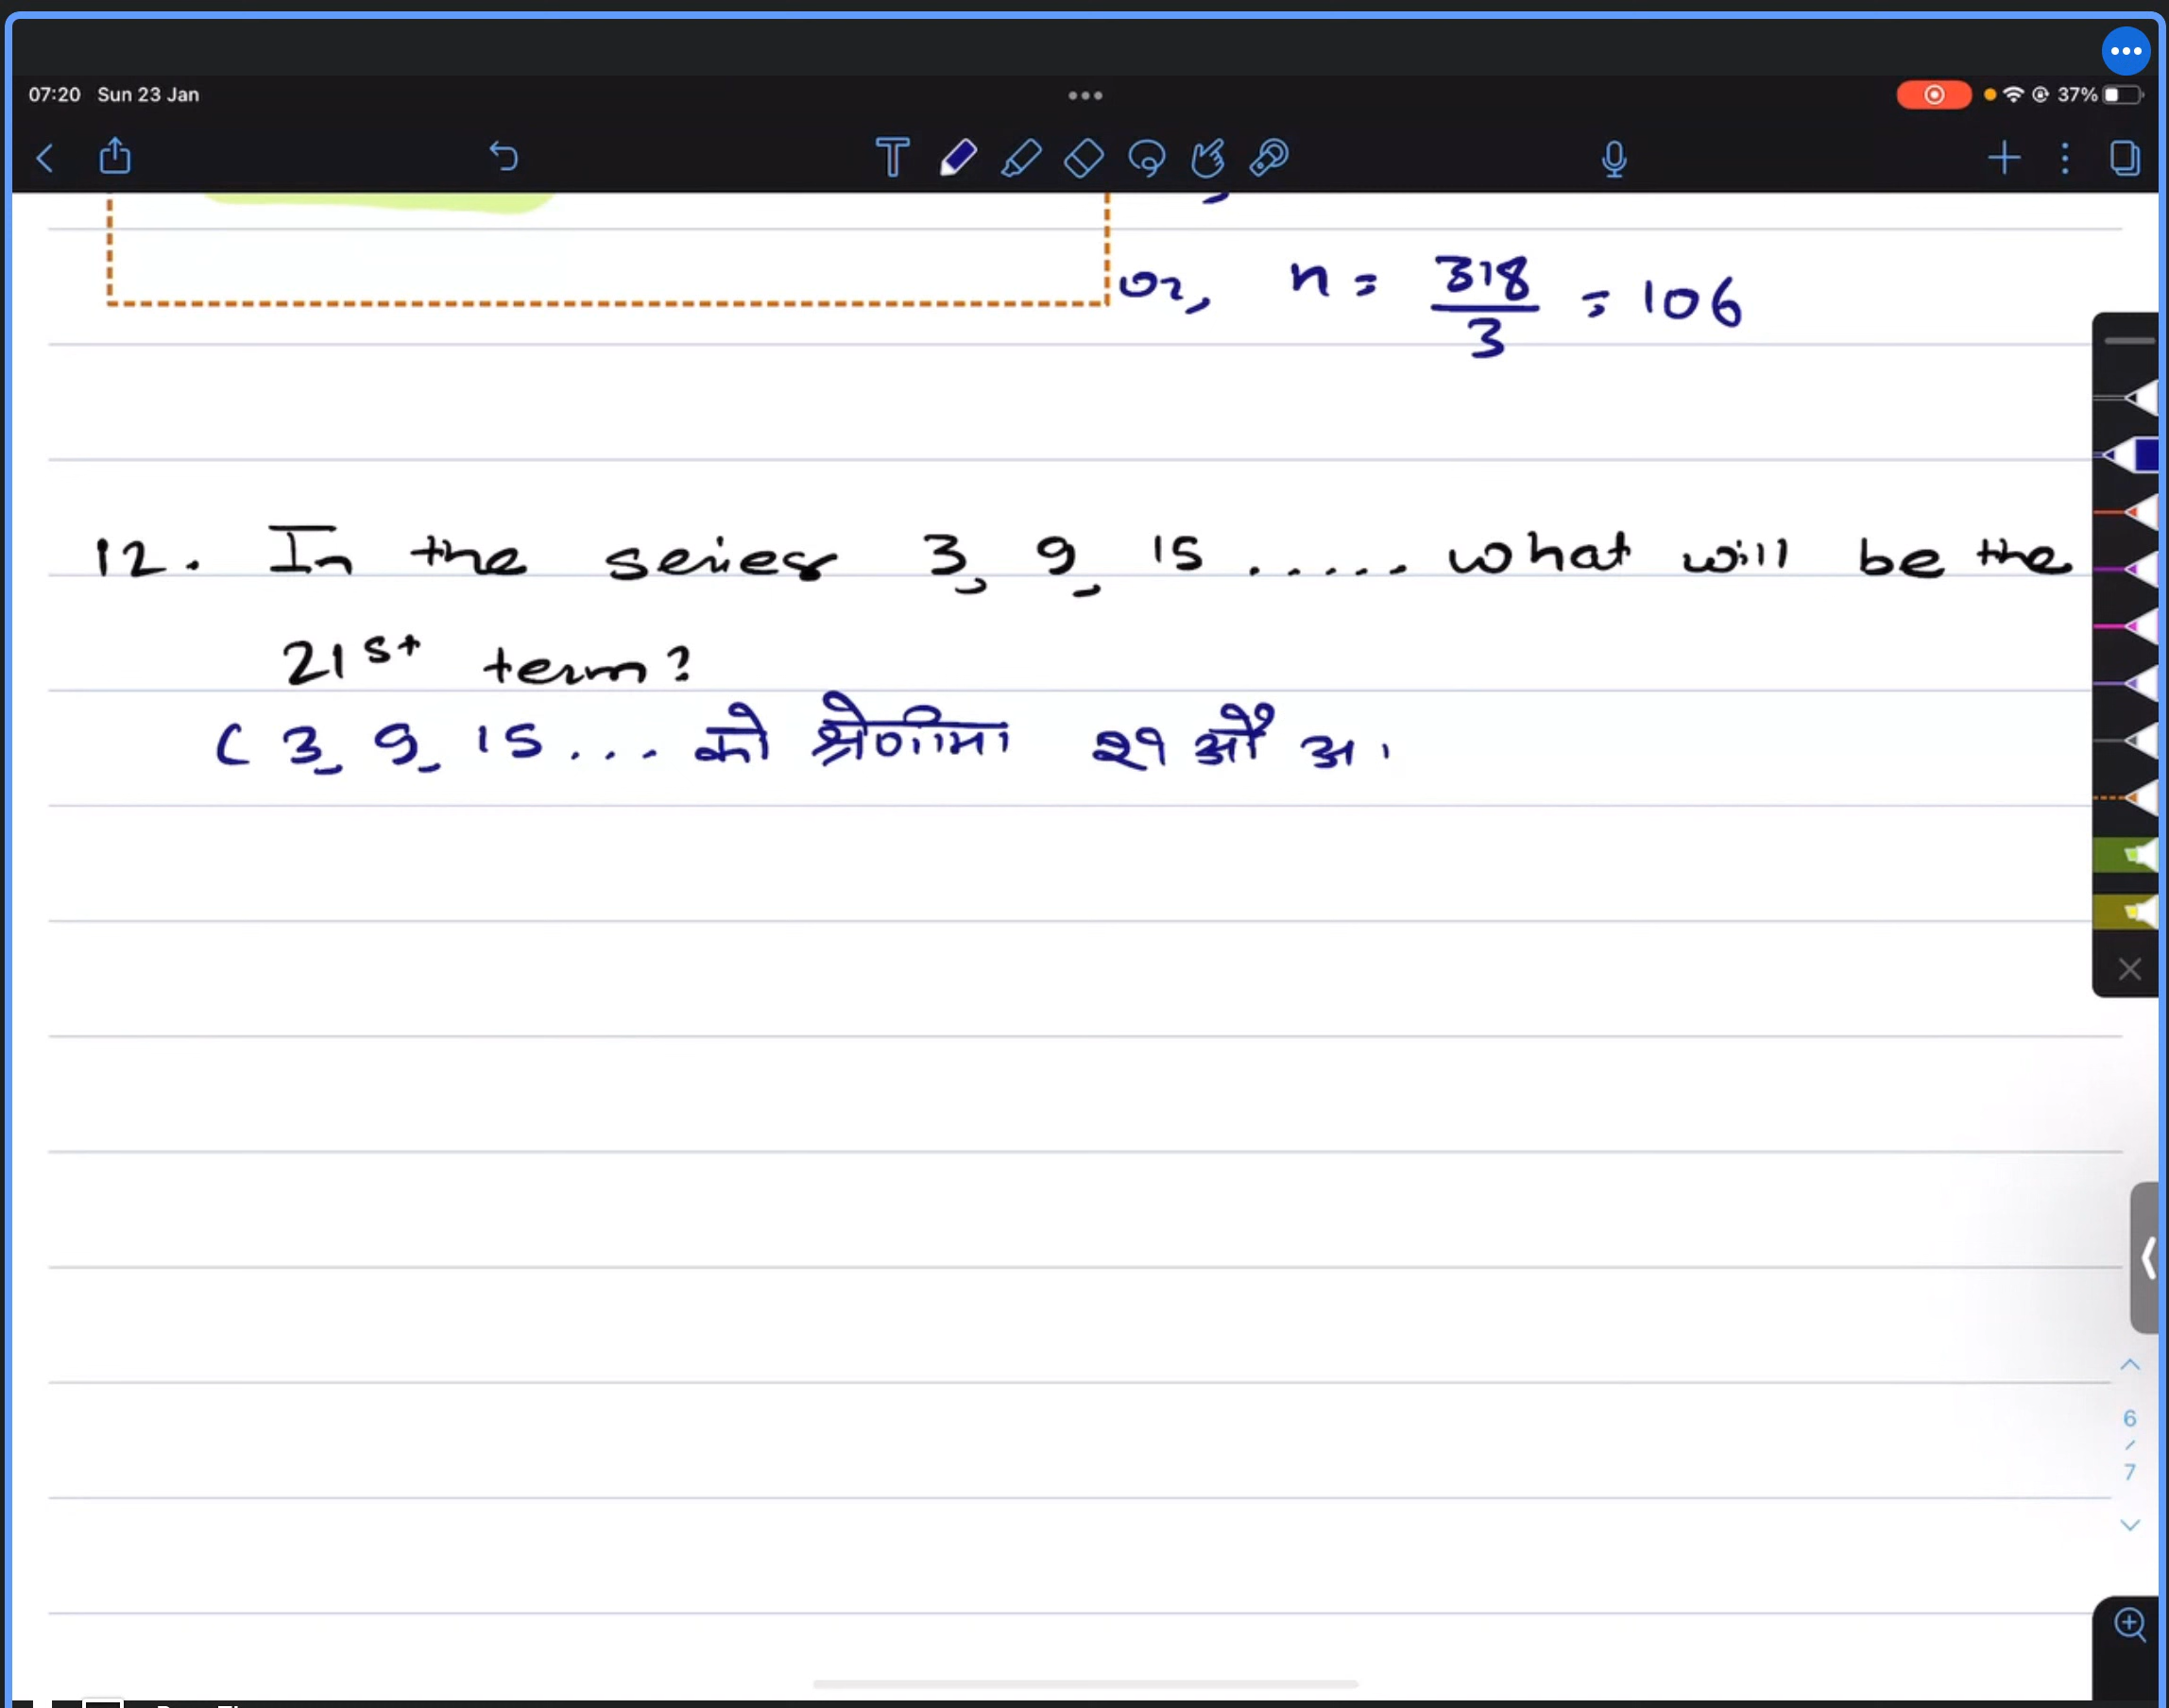 07:20 Sun 23 Jan
37%
or, n = 318/3 = 106
12. In the series 3, 9, 15 ..... what will be the
21st term?
( 3, 9, 15 ... को श्रेणीमा २१ औँ
6
/
7